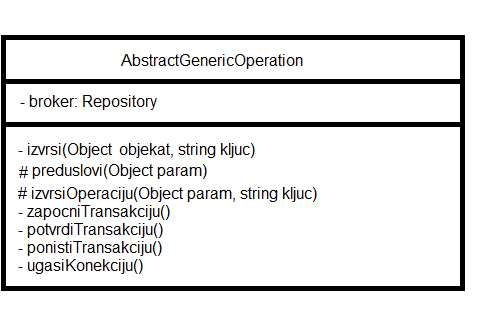 AbstractGenericOperation
- broker: Repository
- izvrsi(Object objekat, string kljuc)
# preduslovi(Object param)
# izvrsiOperaciju(Object param, string kljuc)
- zapocniTransakciju()
- potvrdiTransakciju()
- ponistiTransakciju()
- ugasiKonekciju()